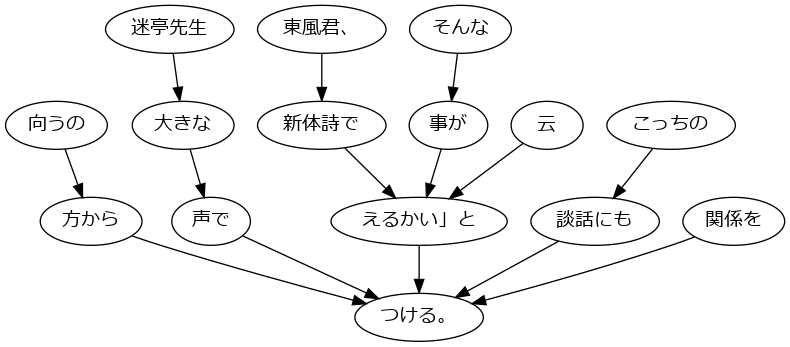 迷亭先生 東風君、 そんな
向うの 大きな 新体詩で 事が 云 こっちの
方から 声で えるかい」と 談話にも 関係を
つける。